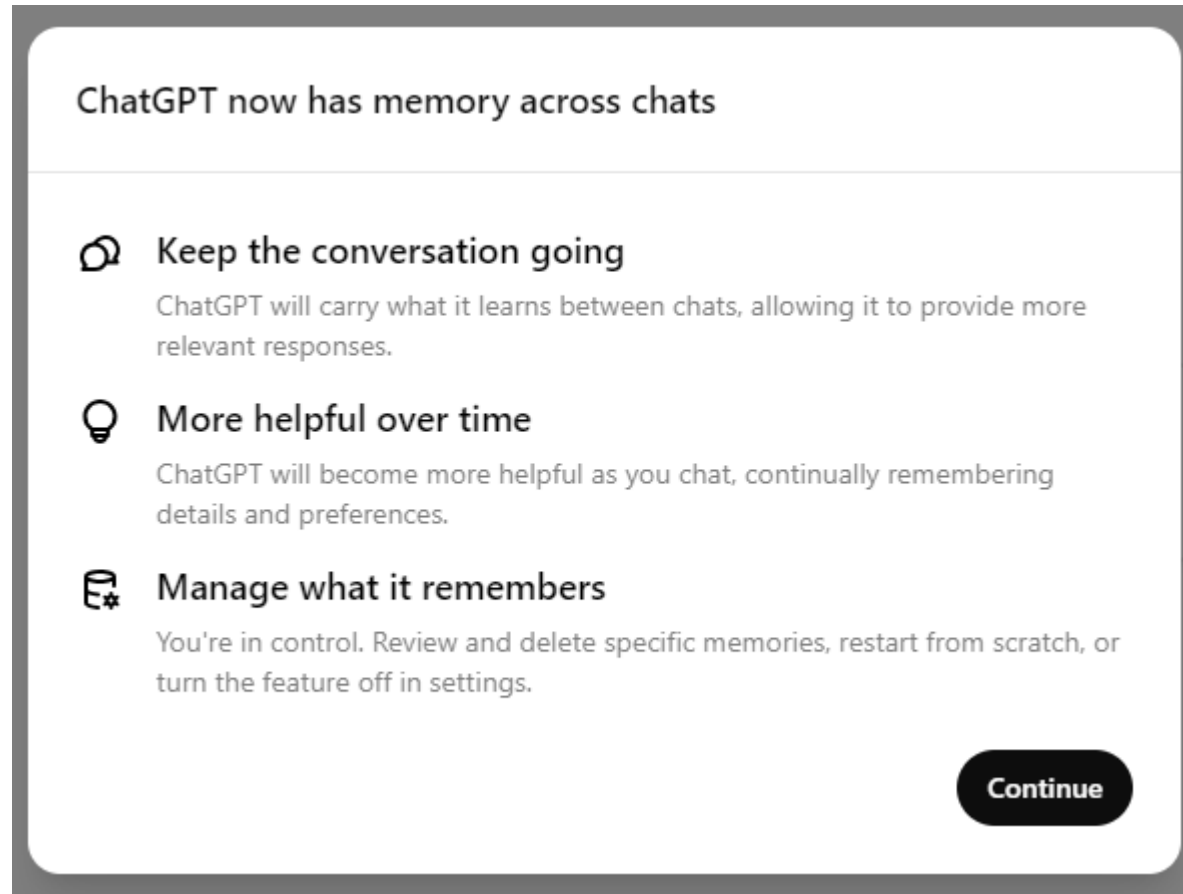 ChatGPT now has memory across chats
Keep the conversation going
ChatGPT will carry what it learns between chats, allowing it to provide more
relevant responses.
More helpful over time
ChatGPT will become more helpful as you chat, continually remembering
details and preferences.
Manage what it remembers
You're in control. Review and delete specific memories, restart from scratch, or
turn the feature off in settings.
Continue